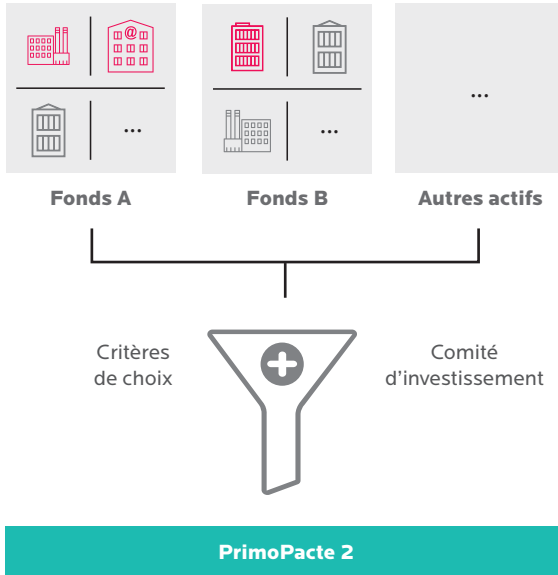 @
...
...
...
Fonds A
Fonds B
Autres actifs
Critères
de choix
Comité
d'investissement
PrimoPacte 2